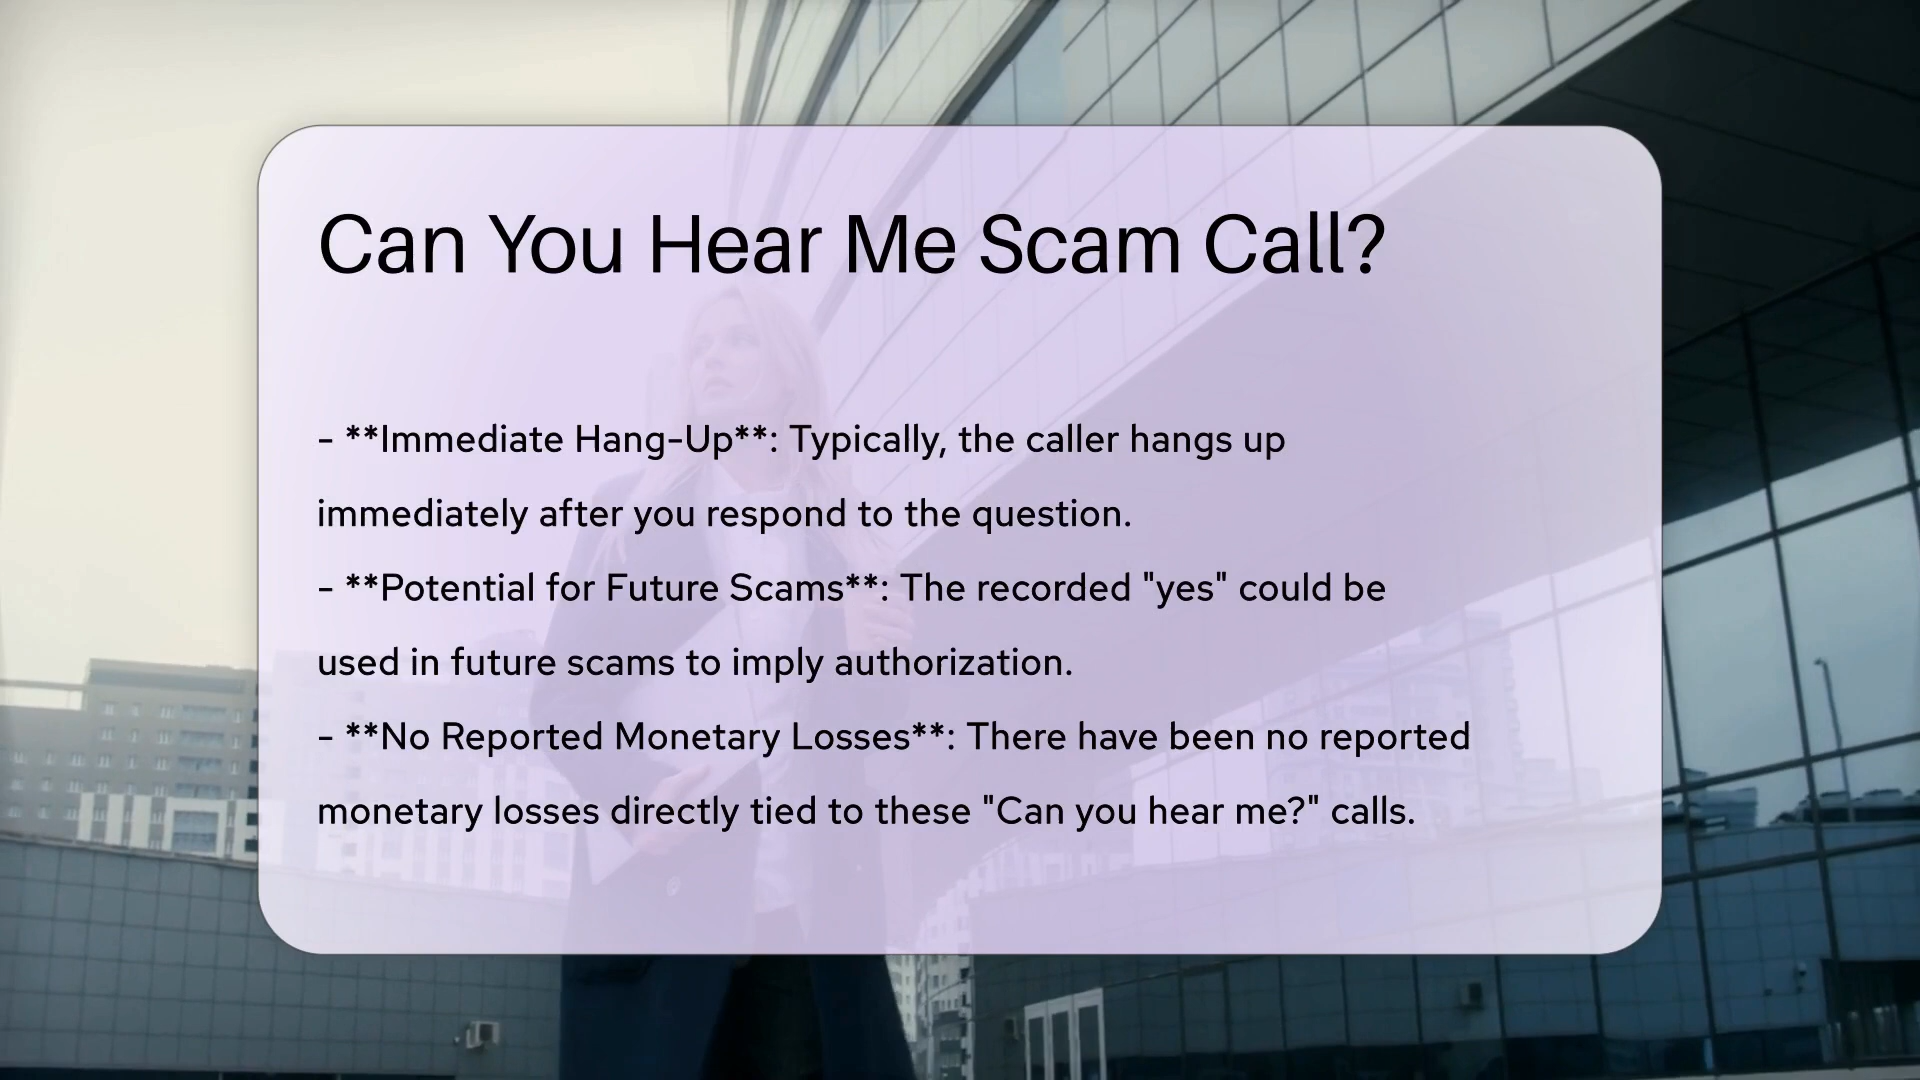 Can You Hear Me Scam Call?
- **Immediate Hang-Up**: Typically, the caller hangs up
immediately after you respond to the question.
- **Potential for Future Scams**: The recorded "yes" could be
used in future scams to imply authorization.
- **No Reported Monetary Losses**: There have been no reported
monetary losses directly tied to these "Can you hear me?" calls.